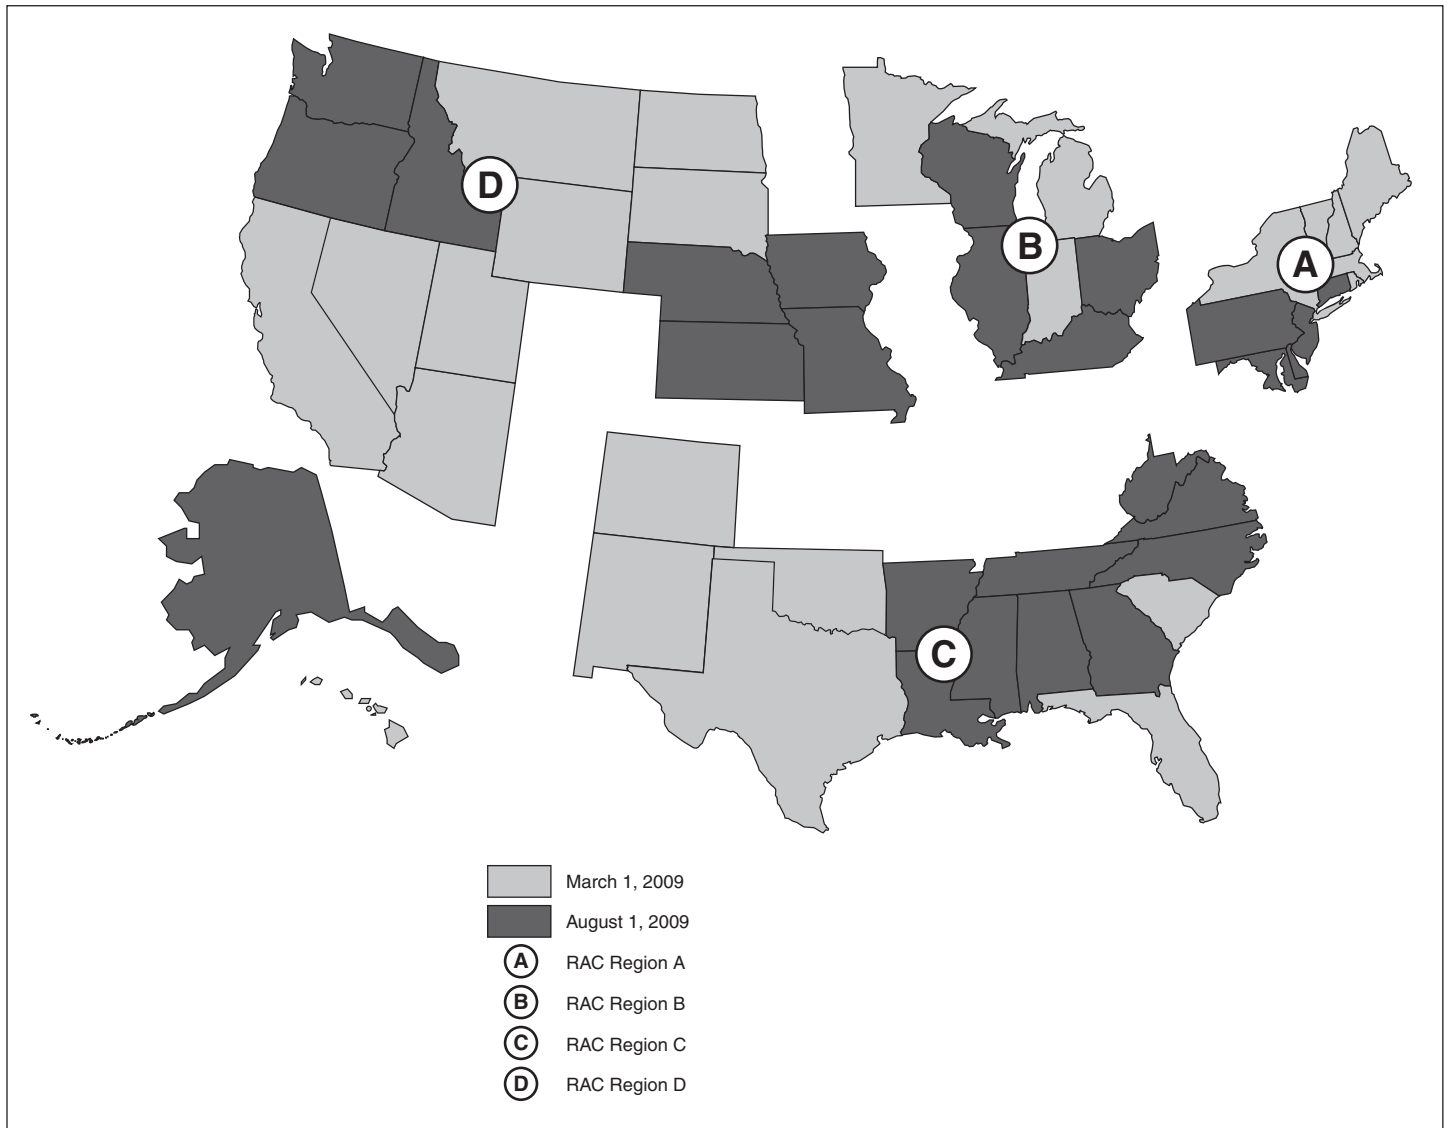 D
B
A
C
March 1, 2009
August 1, 2009
A RAC Region A
B RAC Region B
C RAC Region C
D RAC Region D